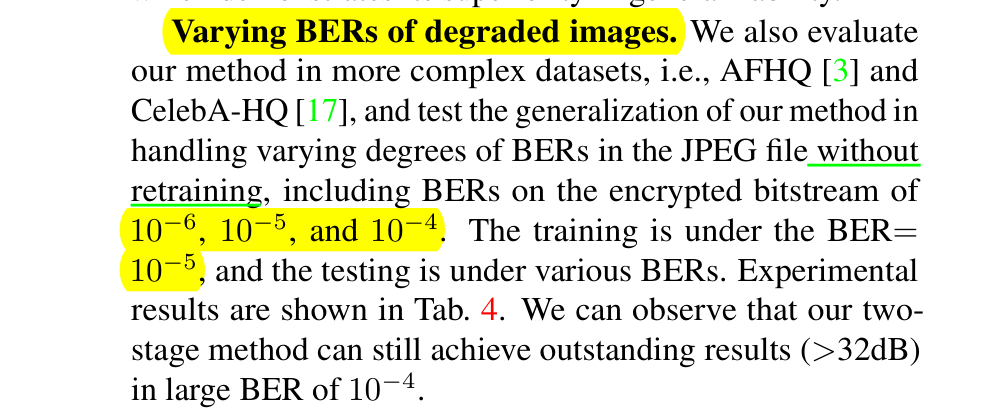 Varying BERs of degraded images. We also evaluate
our method in more complex datasets, i.e., AFHQ [3] and
CelebA-HQ [17], and test the generalization of our method in
handling varying degrees of BERs in the JPEG file without
retraining, including BERs on the encrypted bitstream of
10⁻⁶, 10⁻⁵, and 10⁻⁴. The training is under the BER=
10⁻⁵, and the testing is under various BERs. Experimental
results are shown in Tab. 4. We can observe that our two-
stage method can still achieve outstanding results (>32dB)
in large BER of 10⁻⁴.